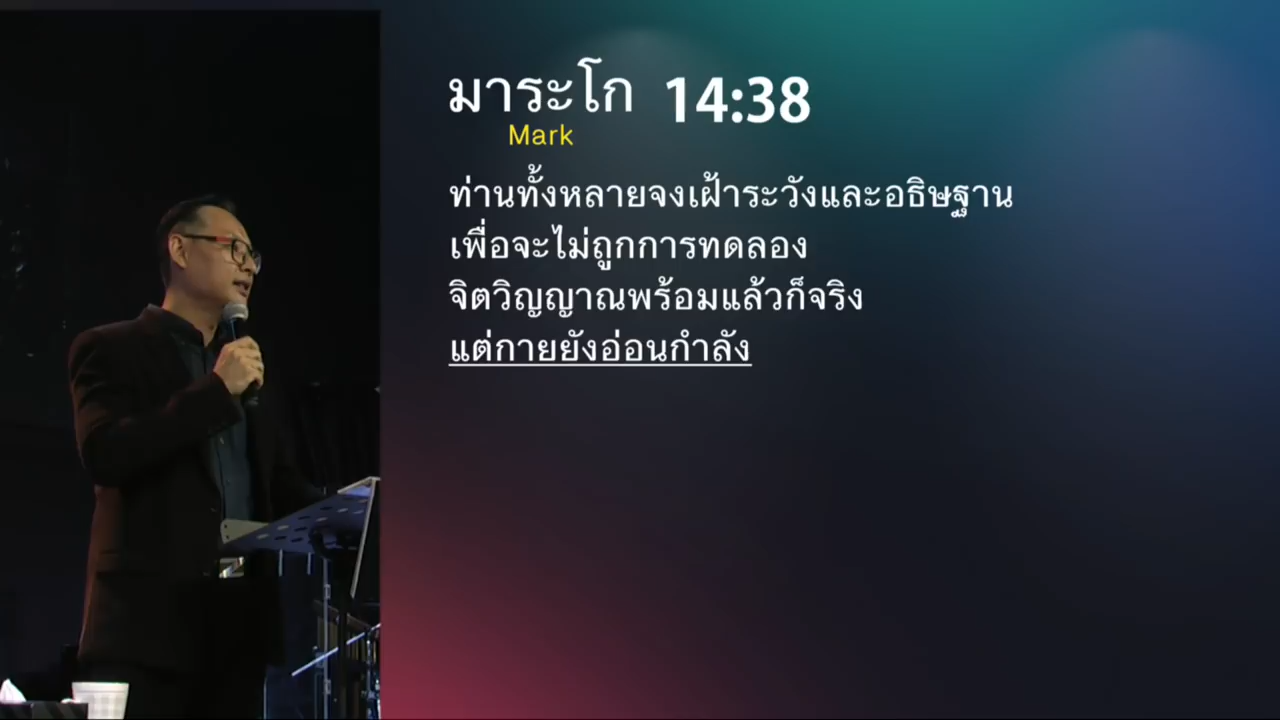 มาระโก 14:38
Mark
ท่านทั้งหลายจงเฝ้าระวังและอธิษฐาน
เพื่อจะไม่ถูกการทดลอง
จิตวิญญาณพร้อมแล้วก็จริง
แต่กายยังอ่อนกำลัง